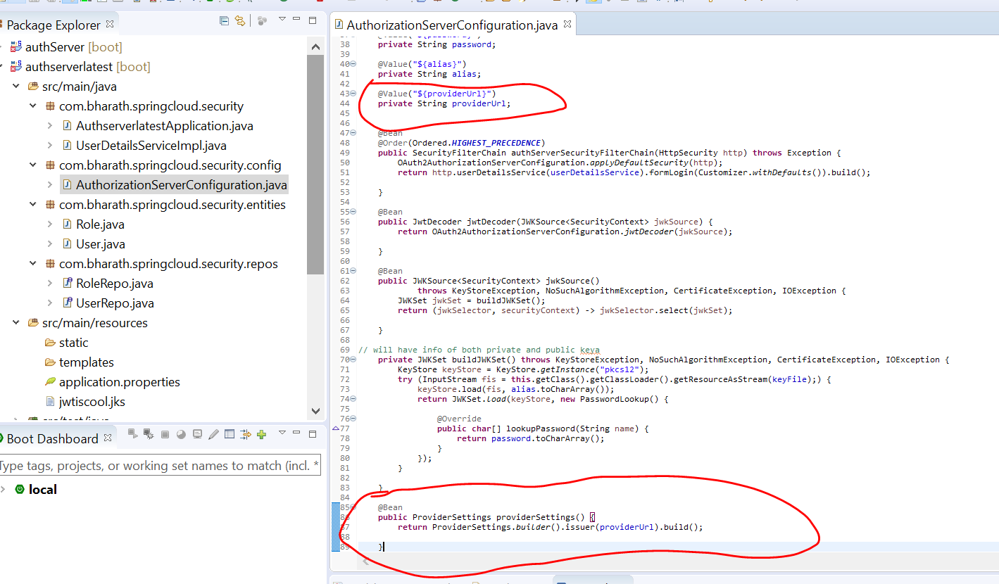 Package Explorer
authServer [boot]
authserverlatest [boot]
src/main/java
com.bharath.springcloud.security
AuthserverlatestApplication.java
UserDetailsServiceImpl.java
com.bharath.springcloud.security.config
AuthorizationServerConfiguration.java
com.bharath.springcloud.security.entities
Role.java
User.java
com.bharath.springcloud.security.repos
RoleRepo.java
UserRepo.java
src/main/resources
static
templates
application.properties
jwtiscool.jks
Boot Dashboard
Type tags, projects, or working set names to match (incl. *
local
AuthorizationServerConfiguration.java
38 private String password;
39
40 @Value("${alias}")
41 private String alias;
42
43 @Value("${providerUrl}")
44 private String providerUrl;
45
46
47 @Bean
48 @Order(Ordered.HIGHEST_PRECEDENCE)
49 public SecurityFilterChain authServerSecurityFilterChain(HttpSecurity http) throws Exception {
50 OAuth2AuthorizationServerConfiguration.applyDefaultSecurity(http);
51 return http.userDetailsService(userDetailsService).formLogin(Customizer.withDefaults()).build();
52
53 }
54
55 @Bean
56 public JwtDecoder jwtDecoder(JWKSource<SecurityContext> jwkSource) {
57 return OAuth2AuthorizationServerConfiguration.jwtDecoder(jwkSource);
58
59 }
60
61 @Bean
62 public JWKSource<SecurityContext> jwkSource()
63 throws KeyStoreException, NoSuchAlgorithmException, CertificateException, IOException {
64 JWKSet jwkSet = buildJWKSet();
65 return (jwkSelector, securityContext) -> jwkSelector.select(jwkSet);
66
67 }
68
69 // will have info of both private and public keya
70 private JWKSet buildJWKSet() throws KeyStoreException, NoSuchAlgorithmException, CertificateException, IOException {
71 KeyStore keyStore = KeyStore.getInstance("pkcs12");
72 try (InputStream fis = this.getClass().getClassLoader().getResourceAsStream(keyFile);) {
73 keyStore.load(fis, alias.toCharArray());
74 return JWKSet.load(keyStore, new PasswordLookup() {
75
76 @Override
77 public char[] lookupPassword(String name) {
78 return password.toCharArray();
79 }
80 });
81 }
82
83 }
84
85 @Bean
86 public ProviderSettings providerSettings() {
87 return ProviderSettings.builder().issuer(providerUrl).build();
88
89 }